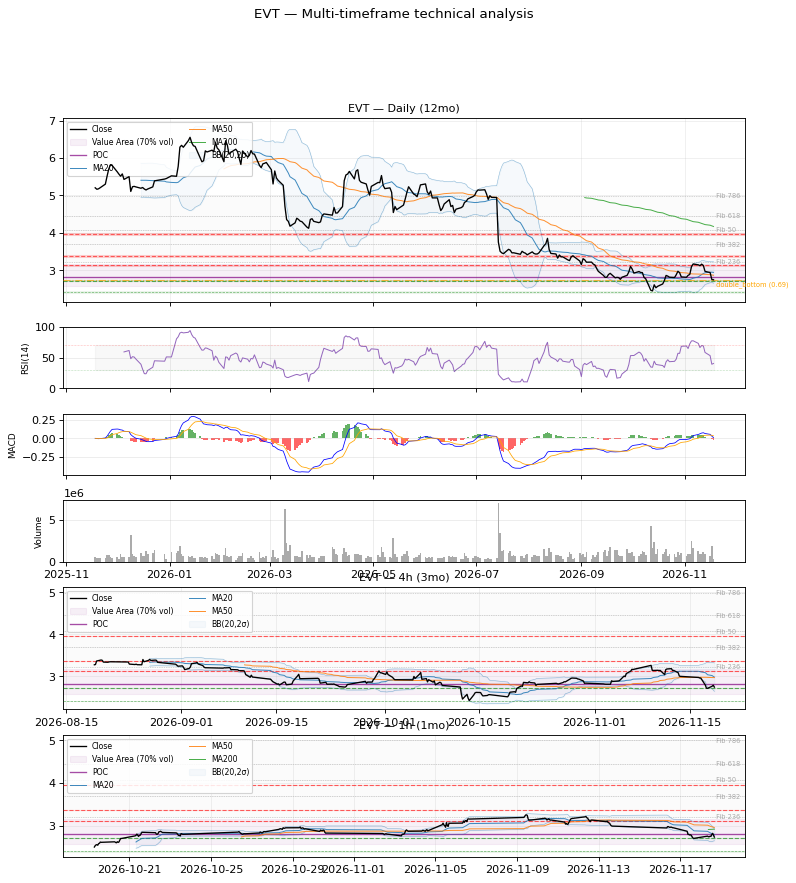 EVT — Multi-timeframe technical analysis
EVT — Daily (12mo)
Close
Value Area (70% vol)
POC
MA20
MA50
MA200
BB(20,2σ)
7
6
5
4
3
Fib 786
Fib 618
Fib 50
Fib 382
Fib 236
double_bottom (0.69)
RSI(14)
100
50
0
MACD
0.25
0.00
−0.25
1e6
Volume
5
0
2025-11 2026-01 2026-03 2026-05 2026-07 2026-09 2026-11
EVT — 4h (3mo)
Close
Value Area (70% vol)
POC
MA20
MA50
BB(20,2σ)
5
4
3
Fib 786
Fib 618
Fib 50
Fib 382
Fib 236
2026-08-15 2026-09-01 2026-09-15 2026-10-01 2026-10-15 2026-11-01 2026-11-15
EVT — 1h (1mo)
Close
Value Area (70% vol)
POC
MA20
MA50
MA200
BB(20,2σ)
5
4
3
Fib 786
Fib 618
Fib 50
Fib 382
Fib 236
2026-10-21 2026-10-25 2026-10-29 2026-11-01 2026-11-05 2026-11-09 2026-11-13 2026-11-17